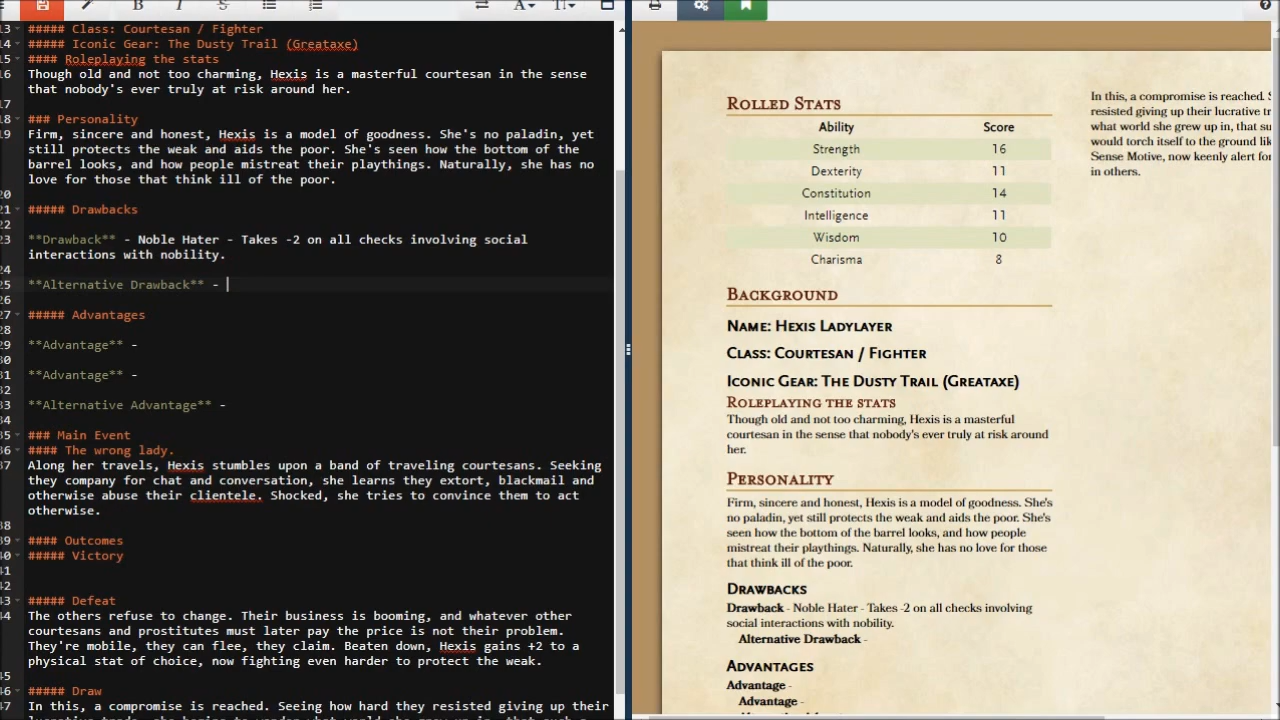 ##### Class: Courtesan / Fighter
##### Iconic Gear: The Dusty Trail (Greataxe)
#### Roleplaying the stats
Though old and not too charming, Hexis is a masterful courtesan in the sense
that nobody's ever truly at risk around her.
### Personality
Firm, sincere and honest, Hexis is a model of goodness. She's no paladin, yet
still protects the weak and aids the poor. She's seen how the bottom of the
barrel looks, and how people mistreat their playthings. Naturally, she has no
love for those that think ill of the poor.
##### Drawbacks
**Drawback** - Noble Hater - Takes -2 on all checks involving social
interactions with nobility.
**Alternative Drawback** -
##### Advantages
**Advantage** -
**Advantage** -
**Alternative Advantage** -
### Main Event
#### The wrong lady.
Along her travels, Hexis stumbles upon a band of traveling courtesans. Seeking
they company for chat and conversation, she learns they extort, blackmail and
otherwise abuse their clientele. Shocked, she tries to convince them to act
otherwise.
#### Outcomes
##### Victory
##### Defeat
The others refuse to change. Their business is booming, and whatever other
courtesans and prostitutes must later pay the price is not their problem.
They're mobile, they can flee, they claim. Beaten down, Hexis gains +2 to a
physical stat of choice, now fighting even harder to protect the weak.
##### Draw
In this, a compromise is reached. Seeing how hard they resisted giving up their
Rolled Stats
Ability Score
Strength 16
Dexterity 11
Constitution 14
Intelligence 11
Wisdom 10
Charisma 8
Background
Name: Hexis Ladylayer
Class: Courtesan / Fighter
Iconic Gear: The Dusty Trail (Greataxe)
Roleplaying the stats
Though old and not too charming, Hexis is a masterful
courtesan in the sense that nobody's ever truly at risk around
her.
Personality
Firm, sincere and honest, Hexis is a model of goodness. She's
no paladin, yet still protects the weak and aids the poor. She's
seen how the bottom of the barrel looks, and how people
mistreat their playthings. Naturally, she has no love for those
that think ill of the poor.
Drawbacks
Drawback - Noble Hater - Takes -2 on all checks involving
social interactions with nobility.
Alternative Drawback -
Advantages
Advantage -
Advantage -
In this, a compromise is reached.
resisted giving up their lucrative
what world she grew up in, that
would torch itself to the ground
Sense Motive, now keenly alert
in others.